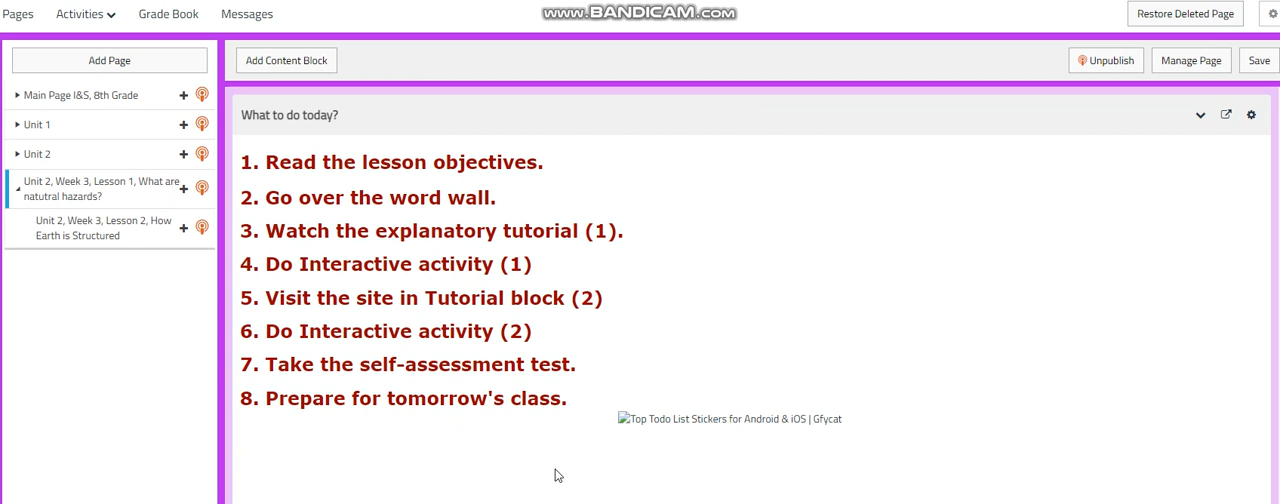 Pages
Activities
Grade Book
Messages
www.BANDICAM.com
Restore Deleted Page
Add Page
Add Content Block
Unpublish
Manage Page
Save
Main Page I&S, 8th Grade
Unit 1
Unit 2
Unit 2, Week 3, Lesson 1, What are
natutral hazards?
Unit 2, Week 3, Lesson 2, How
Earth is Structured
What to do today?
1. Read the lesson objectives.
2. Go over the word wall.
3. Watch the explanatory tutorial (1).
4. Do Interactive activity (1)
5. Visit the site in Tutorial block (2)
6. Do Interactive activity (2)
7. Take the self-assessment test.
8. Prepare for tomorrow's class.
Top Todo List Stickers for Android & iOS | Gfycat